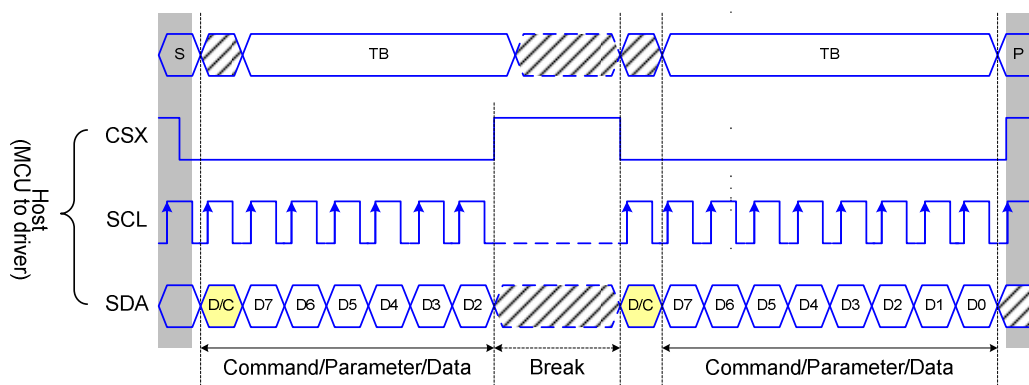 S TB TB P
CSX
Host
(MCU to driver)
SCL
SDA D/C D7 D6 D5 D4 D3 D2 D/C D7 D6 D5 D4 D3 D2 D1 D0
Command/Parameter/Data Break Command/Parameter/Data